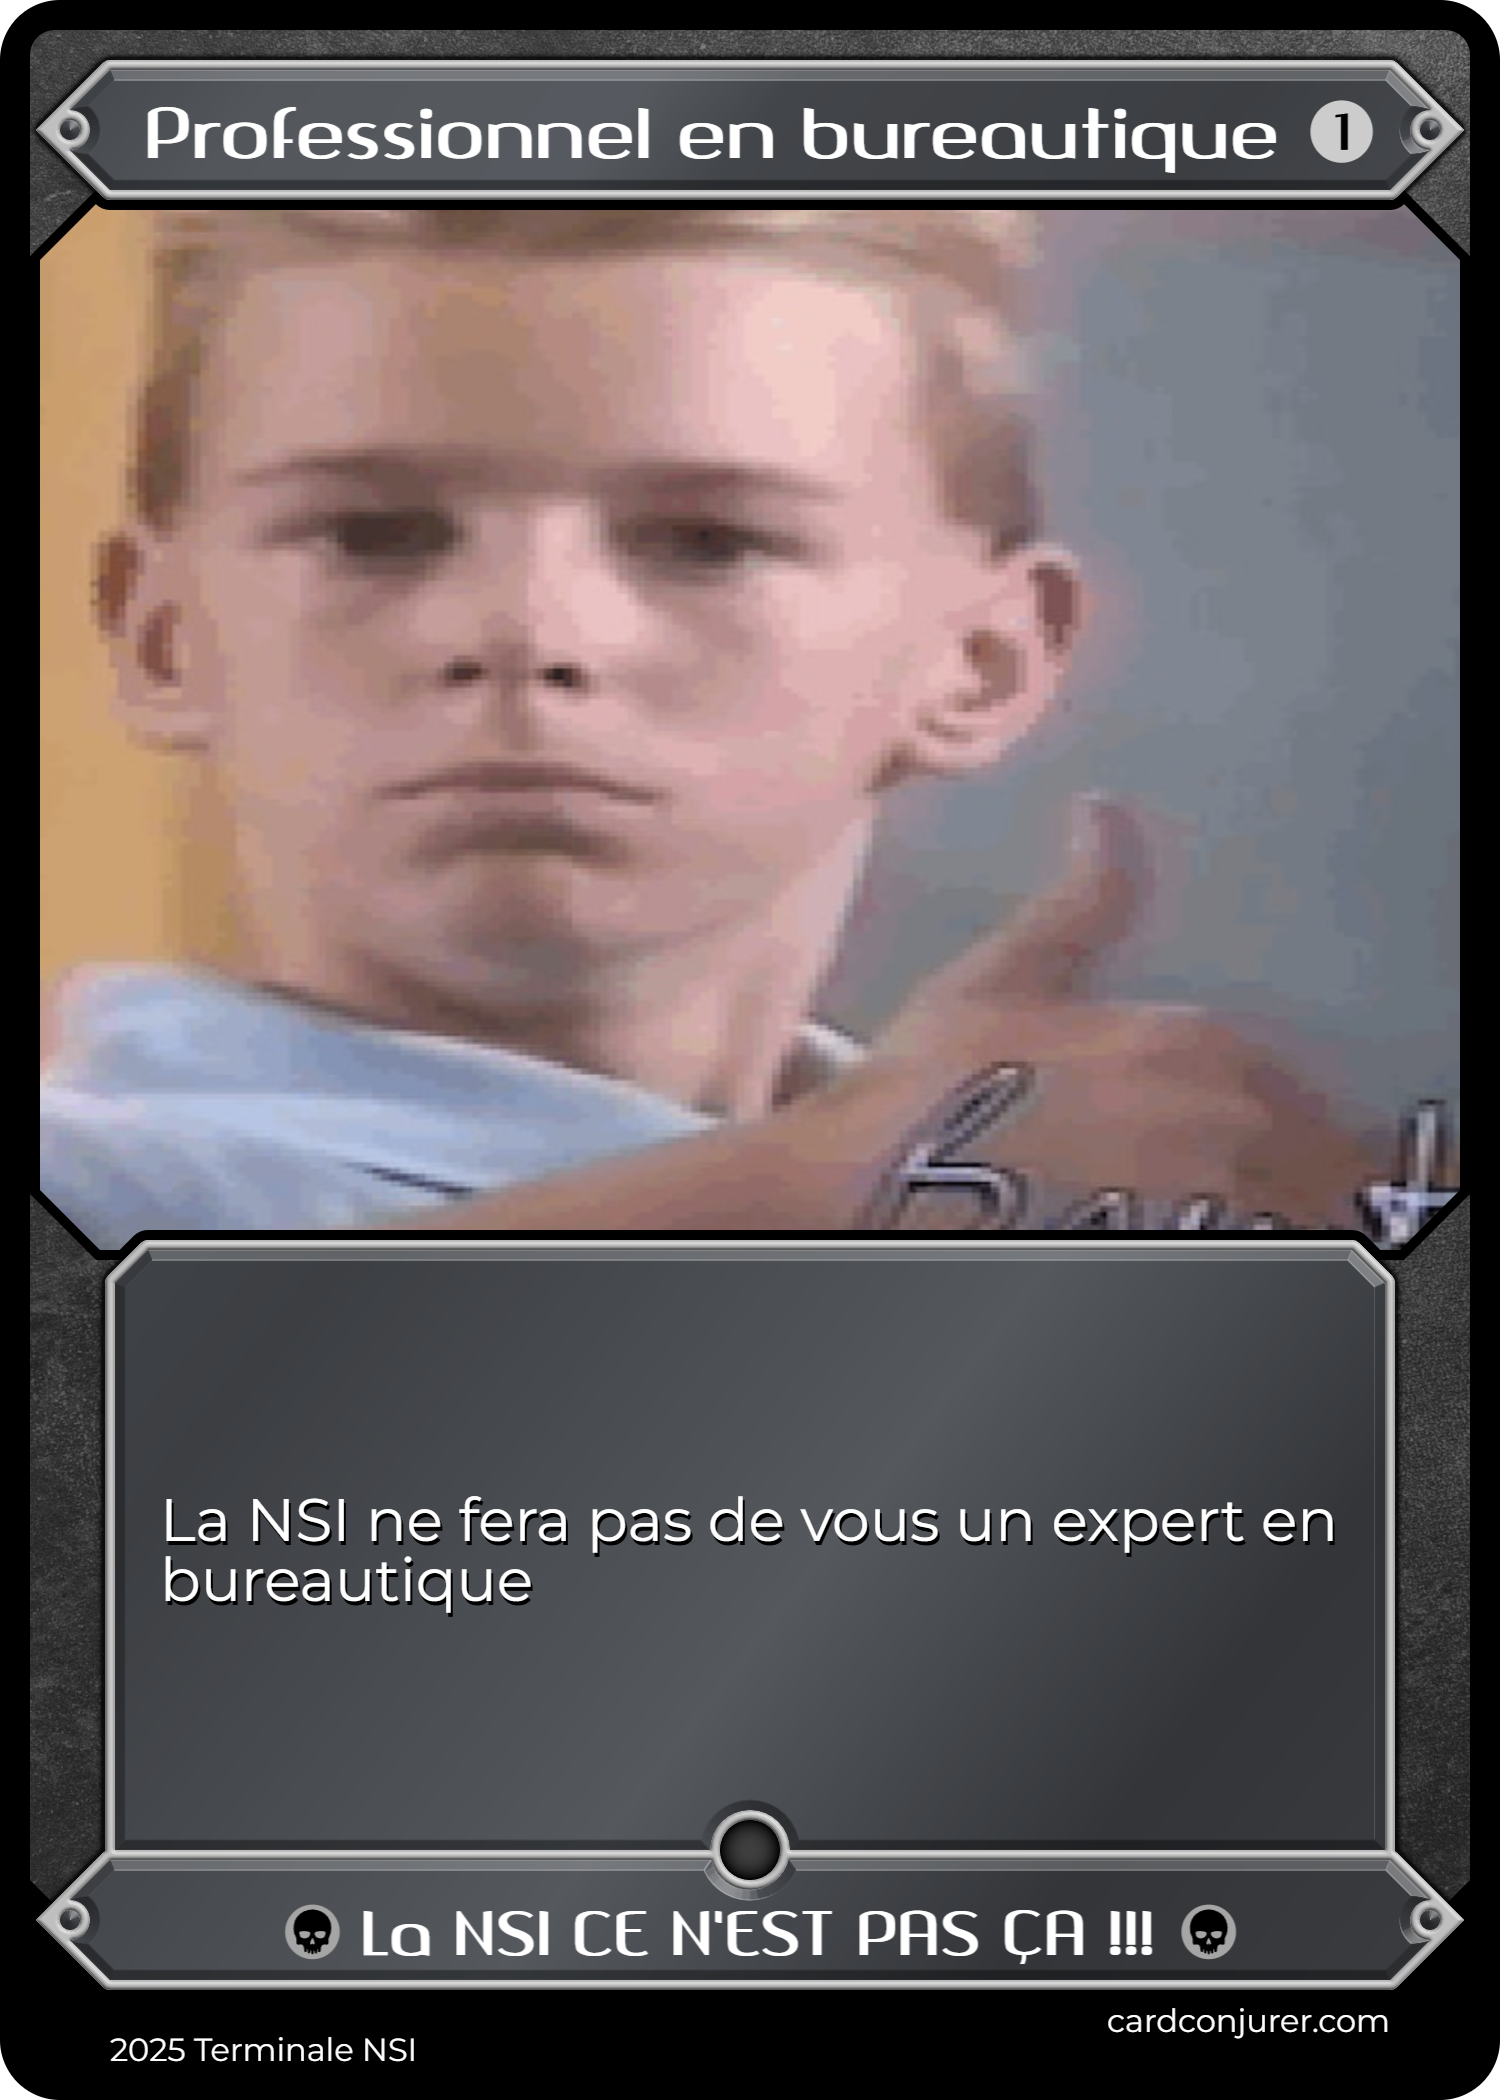 Professionnel en bureautique 1
La NSI ne fera pas de vous un expert en
bureautique
La NSI CE N'EST PAS ÇA !!!
cardconjurer.com
2025 Terminale NSI